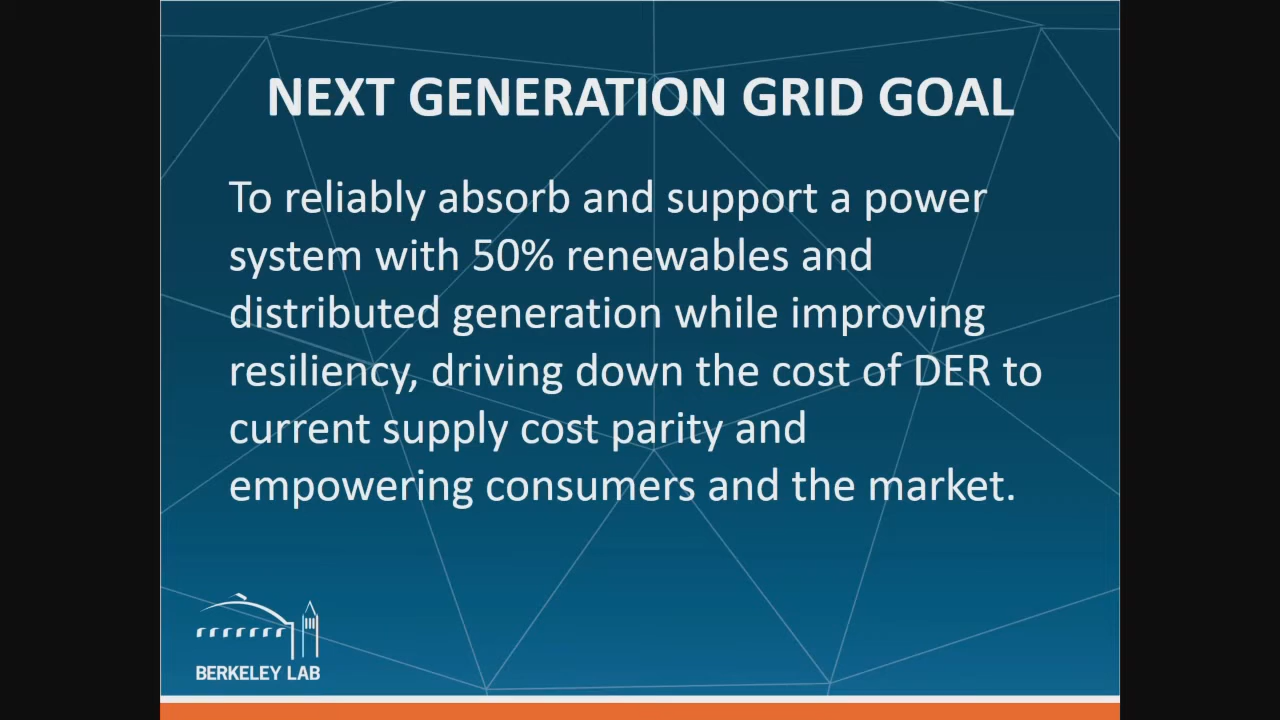 NEXT GENERATION GRID GOAL
To reliably absorb and support a power
system with 50% renewables and
distributed generation while improving
resiliency, driving down the cost of DER to
current supply cost parity and
empowering consumers and the market.
BERKELEY LAB